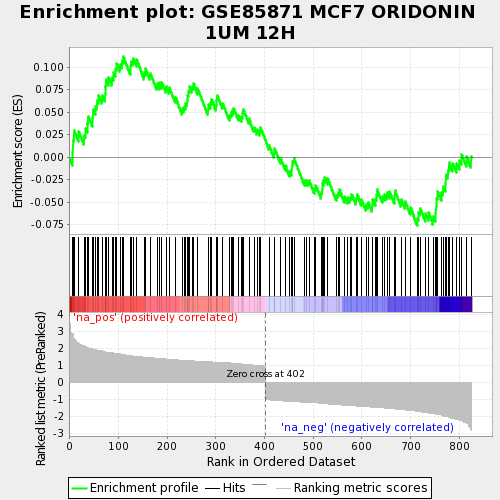 Enrichment plot: GSE85871 MCF7 ORIDONIN
1UM 12H
Enrichment score (ES)
0.100
0.075
0.050
0.025
0.000
-0.025
-0.050
-0.075
'na_pos' (positively correlated)
Ranked list metric (PreRanked)
4
3
2
1
0
-1
-2
-3
Zero cross at 402
'na_neg' (negatively correlated)
0
100
200
300
400
500
600
700
800
Rank in Ordered Dataset
Enrichment profile
Hits
Ranking metric scores